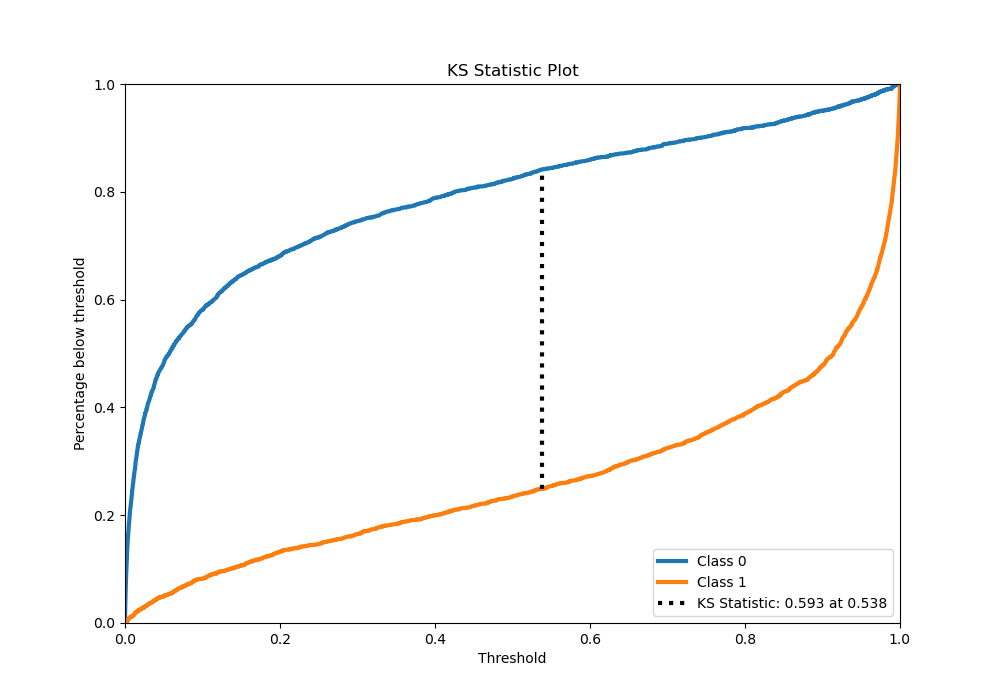 KS Statistic Plot
1.0
0.8
0.6
0.4
0.2
0.0
Percentage below threshold
0.0 0.2 0.4 0.6 0.8 1.0
Threshold
Class 0
Class 1
KS Statistic: 0.593 at 0.538